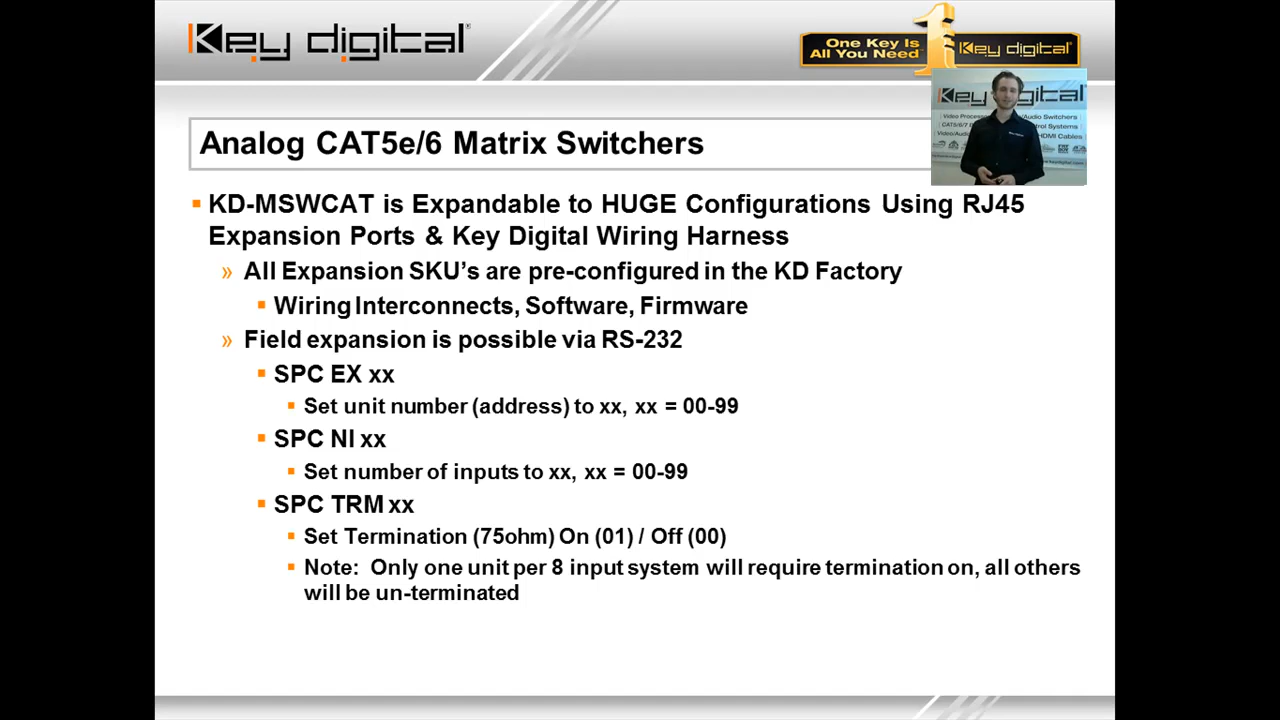 Key digital®
One Key Is
All You Need™
1
Key digital
Key digital
Analog CAT5e/6 Matrix Switchers
▪ KD-MSWCAT is Expandable to HUGE Configurations Using RJ45
Expansion Ports & Key Digital Wiring Harness
» All Expansion SKU's are pre-configured in the KD Factory
▪ Wiring Interconnects, Software, Firmware
» Field expansion is possible via RS-232
▪ SPC EX xx
▪ Set unit number (address) to xx, xx = 00-99
▪ SPC NI xx
▪ Set number of inputs to xx, xx = 00-99
▪ SPC TRM xx
▪ Set Termination (75ohm) On (01) / Off (00)
▪ Note: Only one unit per 8 input system will require termination on, all others
will be un-terminated